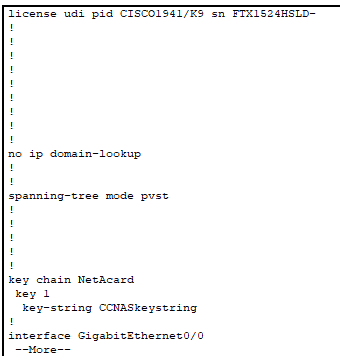 license udi pid CISCO1941/K9 sn FTX1524HSLD-
!
!
!
!
!
!
!
!
!
no ip domain-lookup
!
!
spanning-tree mode pvst
!
!
!
!
!
key chain NetAcard
 key 1
  key-string CCNASkeystring
!
interface GigabitEthernet0/0
 --More--